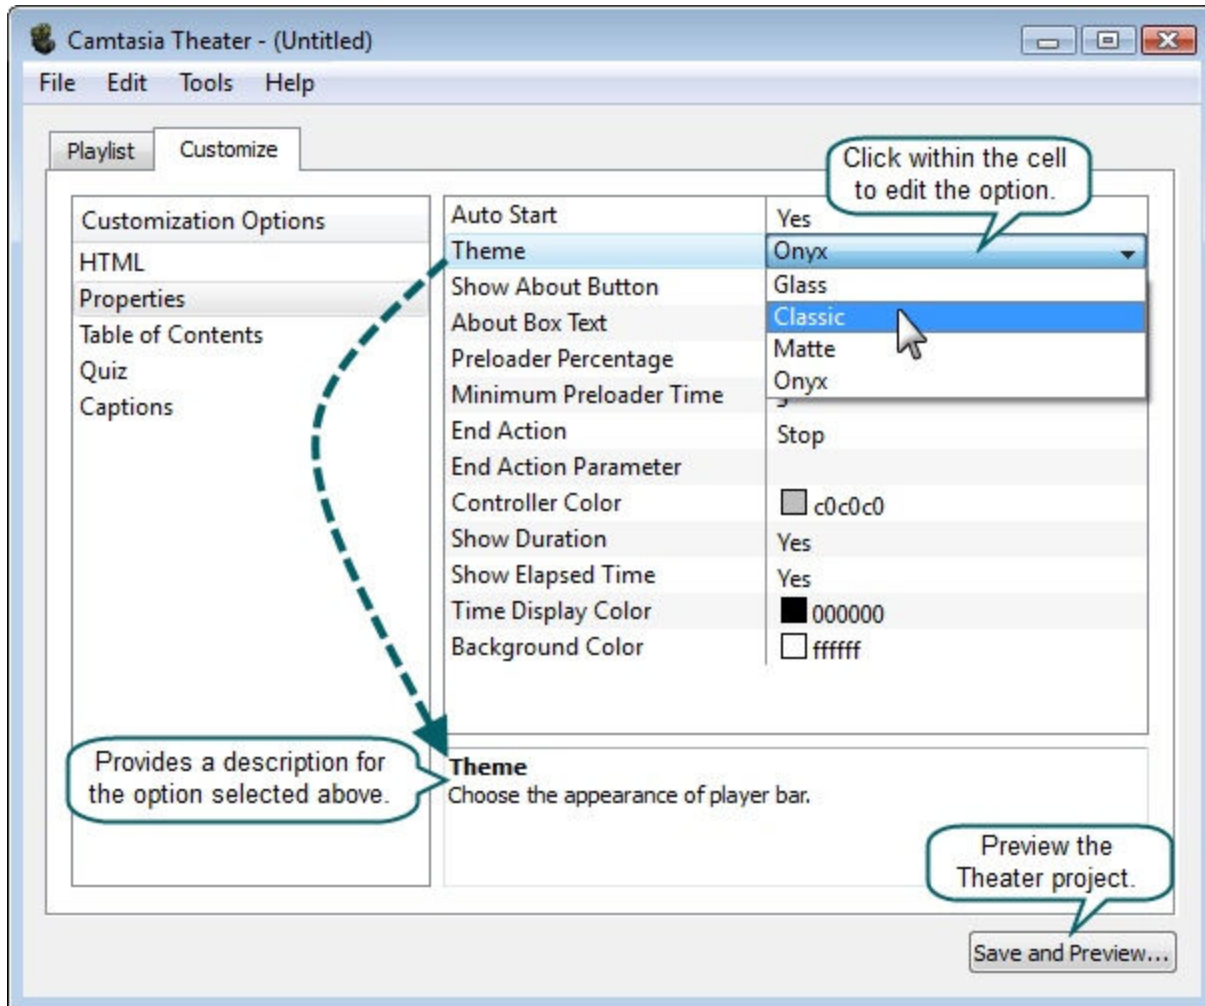 Camtasia Theater - (Untitled)
File Edit Tools Help
Playlist Customize
Click within the cell
to edit the option.
Customization Options
HTML
Properties
Table of Contents
Quiz
Captions
Auto Start Yes
Theme Onyx
Show About Button Glass
About Box Text Classic
Preloader Percentage Matte
Minimum Preloader Time Onyx
End Action Stop
End Action Parameter
Controller Color c0c0c0
Show Duration Yes
Show Elapsed Time Yes
Time Display Color 000000
Background Color ffffff
Provides a description for
the option selected above.
Theme
Choose the appearance of player bar.
Preview the
Theater project.
Save and Preview...